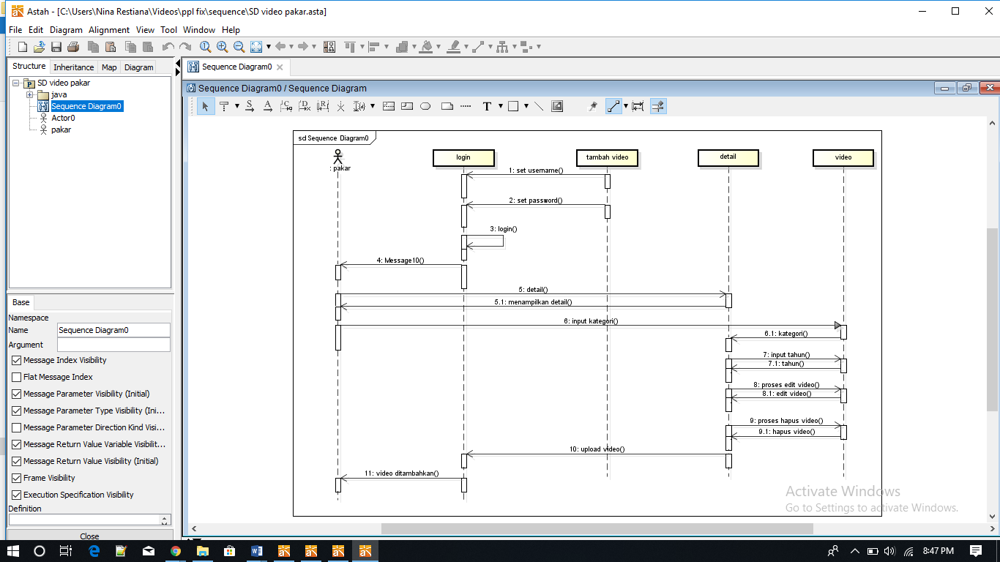 Astah - [C:\Users\Nina Restiana\Videos\ppl fix\sequence\SD video pakar.asta]
File Edit Diagram Alignment View Tool Window Help
Structure Inheritance Map Diagram
SD video pakar
java
Sequence Diagram0
Actor0
pakar
Base
Namespace
Name Sequence Diagram0
Argument
Message Index Visibility
Flat Message Index
Message Parameter Visibility (Initial)
Message Parameter Type Visibility (Ini...
Message Parameter Direction Kind Visi...
Message Return Value Variable Visibilit...
Message Return Value Visibility (Initial)
Frame Visibility
Execution Specification Visibility
Definition
Close
Sequence Diagram0
Sequence Diagram0 / Sequence Diagram
sd Sequence Diagram0
: pakar
login
tambah video
detail
video
1: set username()
2: set password()
3: login()
4: Message10()
5: detail()
5.1: menampilkan detail()
6: input kategori()
6.1: kategori()
7: input tahun()
7.1: tahun()
8: proses edit video()
8.1: edit video()
9: proses hapus video()
9.1: hapus video()
10: upload video()
11: video ditambahkan()
Activate Windows
Go to Settings to activate Windows.
8:47 PM